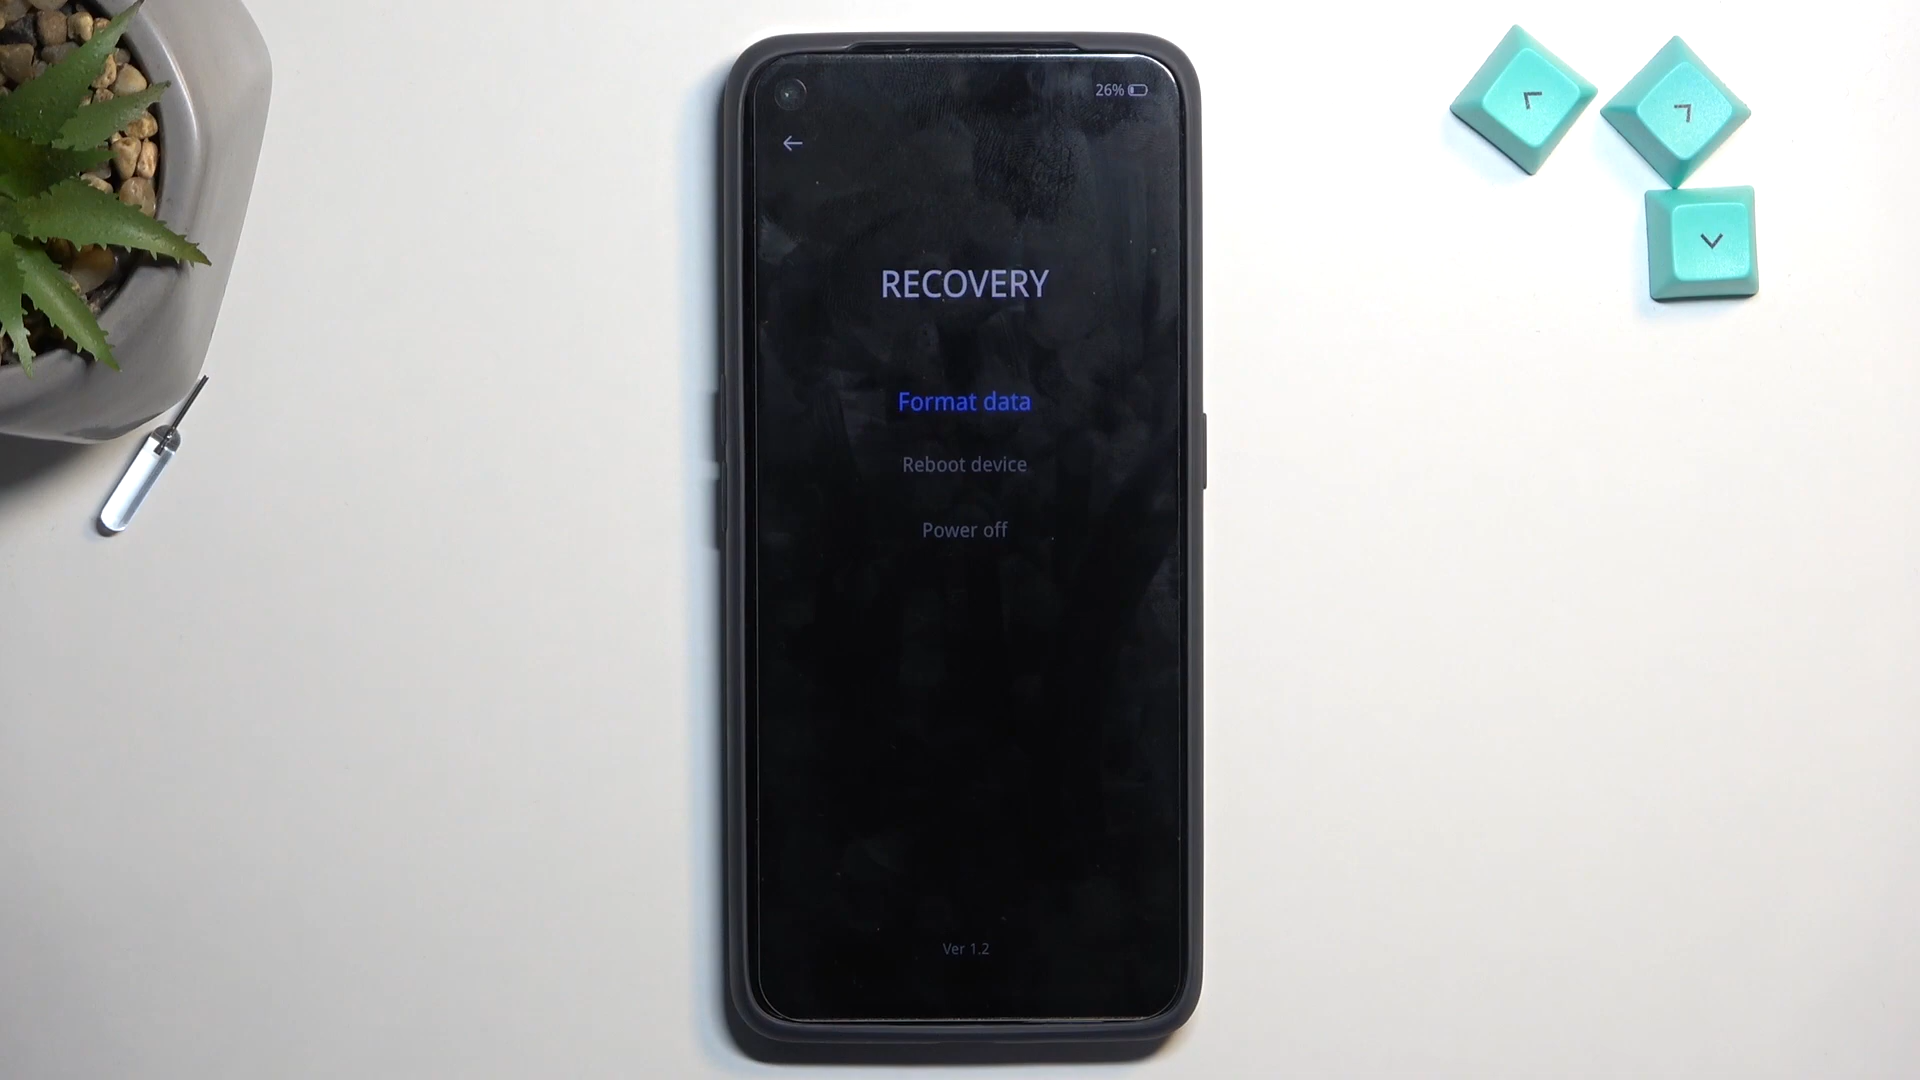 26%
RECOVERY
Format data
Reboot device
Power off
Ver 1.2